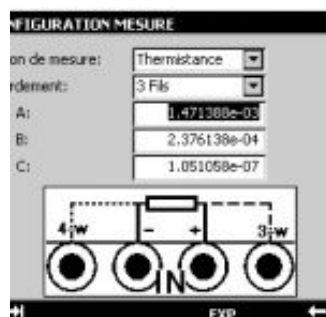 NFIGURATION MESURE
on de mesure: Thermistance
rdement: 3 Fils
A: 1.471388e-03
B: 2.376138e-04
C: 1.051058e-07
4-w - + 3-w
IN
EXP